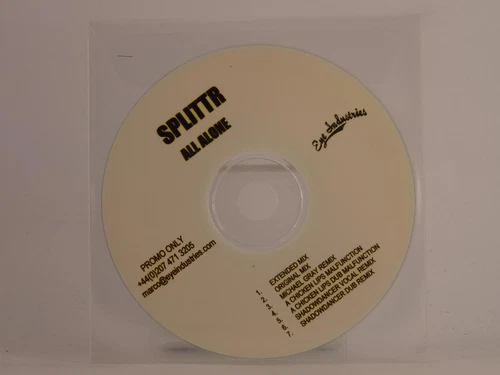 SPLITTR
ALL ALONE
Eye Industries
PROMO ONLY
+44(0)207 471 3205
marco@eyeindustries.com
1. EXTENDED MIX
2. ORIGINAL MIX
3. MICHAEL GRAY REMIX
4. A CHICKEN LIPS MALFUNCTION
5. A CHICKEN LIPS DUB MALFUNCTION
6. SHADOWDANCER VOCAL REMIX
7. SHADOWDANCER DUB REMIX